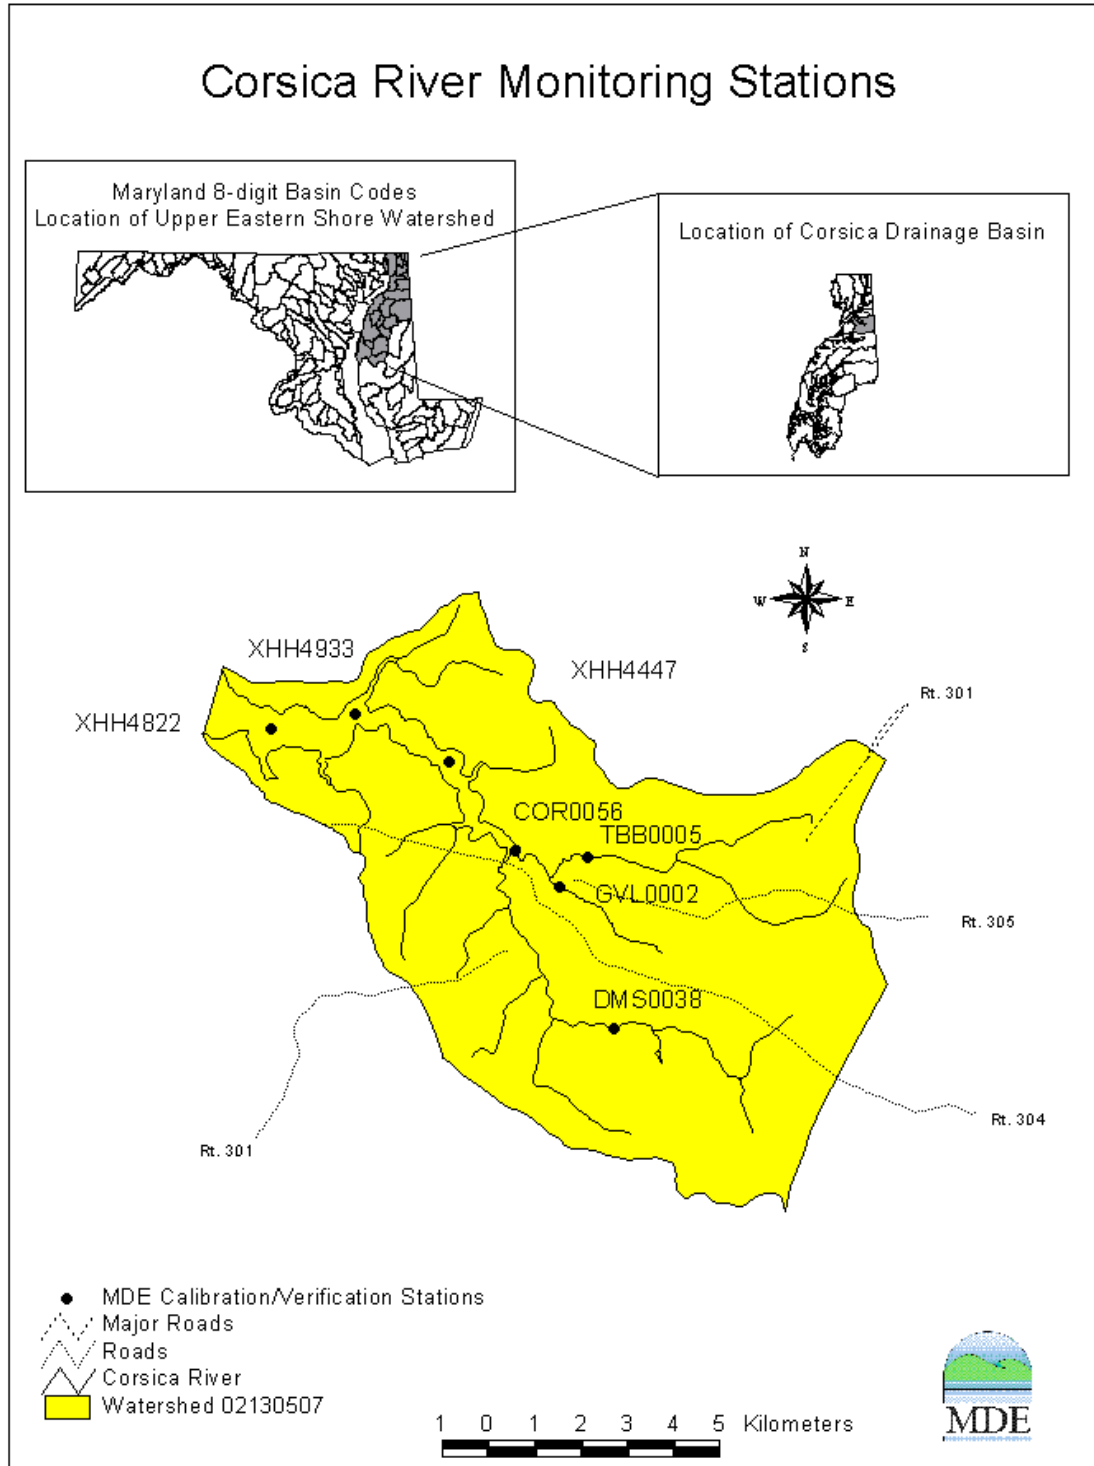 Corsica River Monitoring Stations
Maryland 8-digit Basin Codes
Location of Upper Eastern Shore Watershed
Location of Corsica Drainage Basin
N
W
E
S
XHH4933
XHH4447
XHH4822
Rt. 301
COR0056
TBB0005
GVL0002
Rt. 305
DMS0038
Rt. 304
Rt. 301
MDE Calibration/Verification Stations
Major Roads
Roads
Corsica River
Watershed 02130507
1 0 1 2 3 4 5 Kilometers
MDE